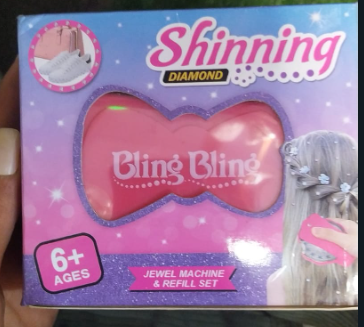 Shinning
DIAMOND
Bling Bling
6+
AGES
JEWEL MACHINE
& REFILL SET